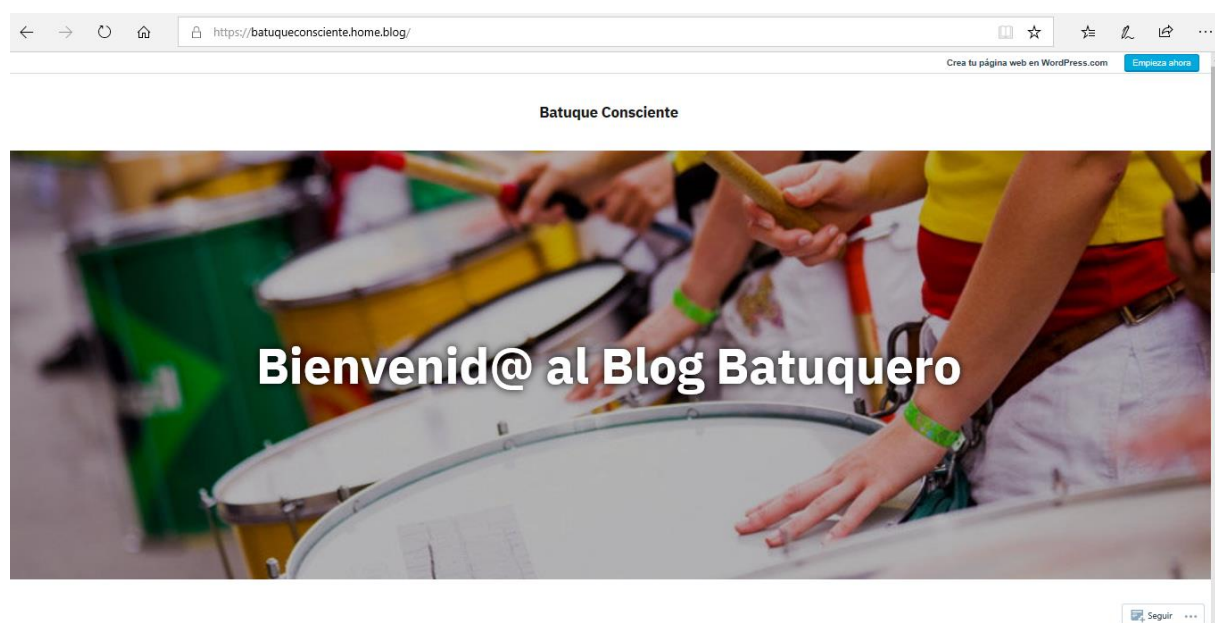 https://batuqueconsciente.home.blog/
Crea tu página web en WordPress.com
Empieza ahora
Batuque Consciente
Bienvenid@ al Blog Batuquero
Seguir